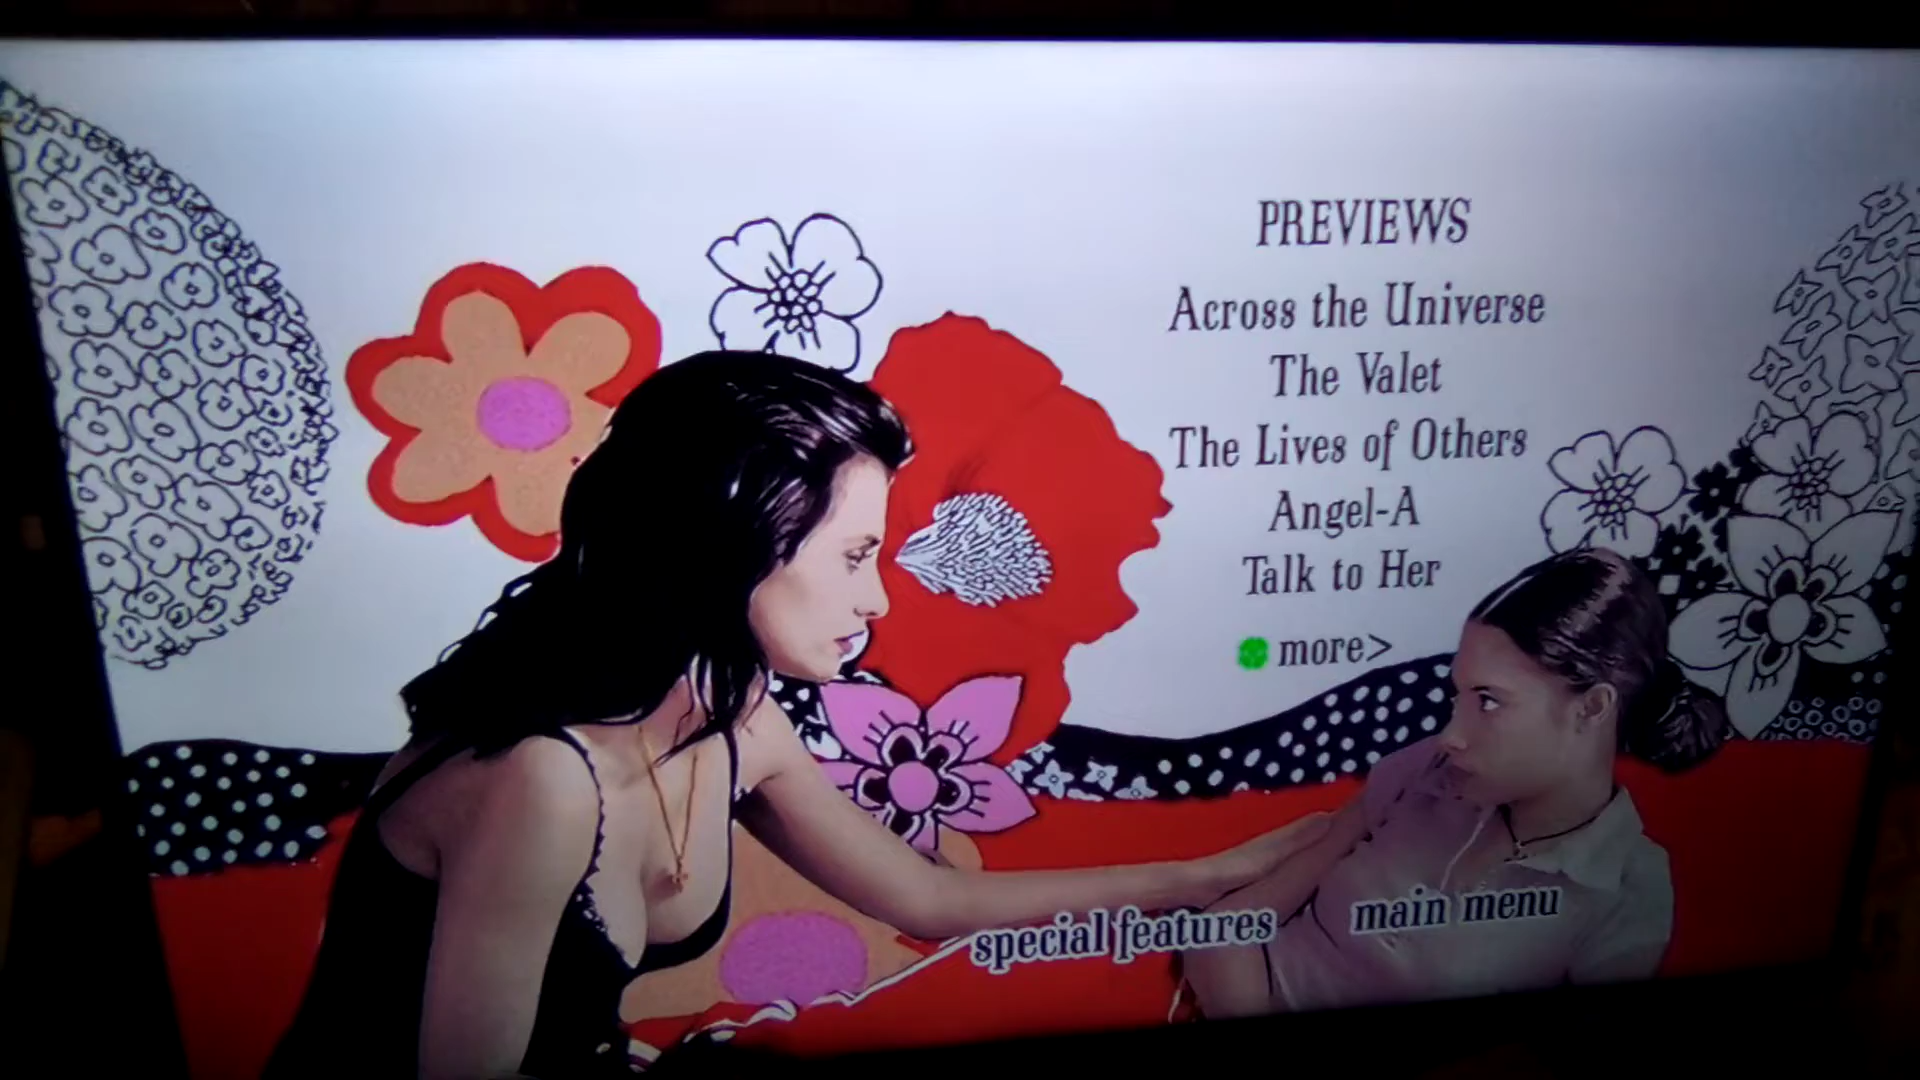 PREVIEWS
Across the Universe
The Valet
The Lives of Others
Angel-A
Talk to Her
more>
special features
main menu